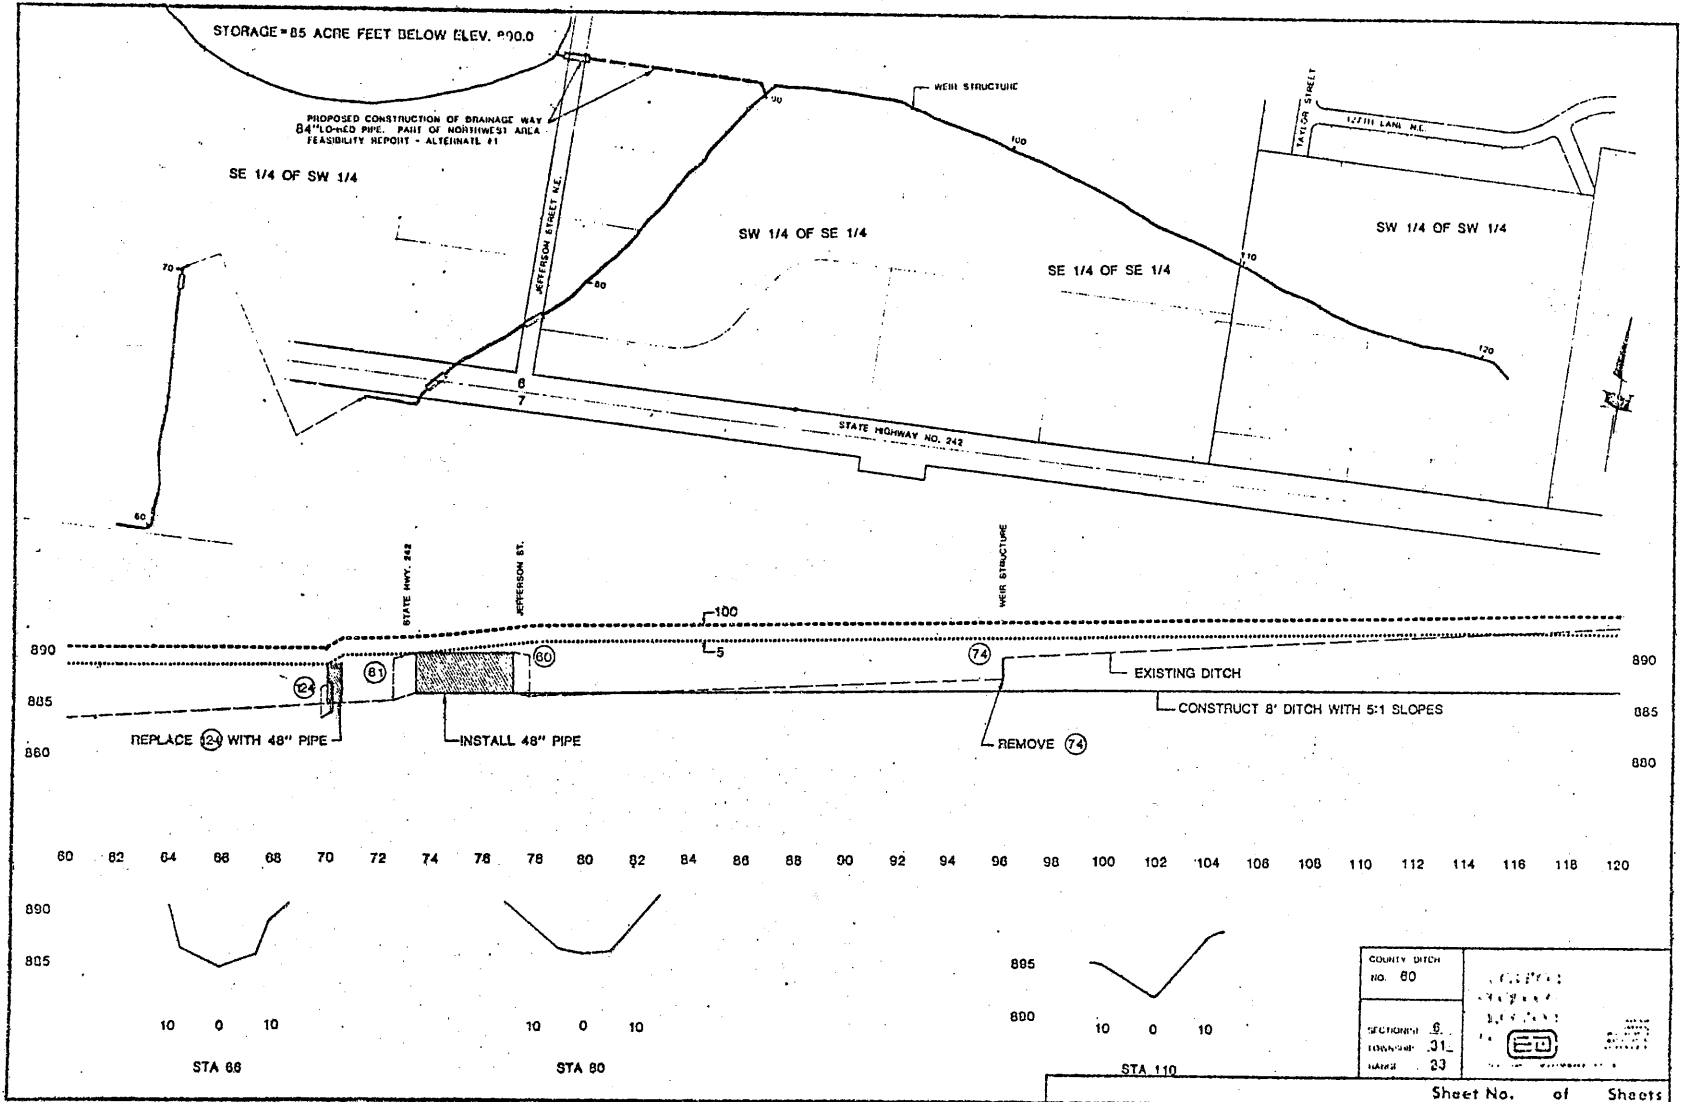 STORAGE = 85 ACRE FEET BELOW ELEV. 890.0
PROPOSED CONSTRUCTION OF DRAINAGE WAY
84" PIPE. PART OF NORTHWEST AREA
FEASIBILITY REPORT - ALTERNATE #1
WEIR STRUCTURE
TAYLOR STREET
127TH LANE N.E.
SE 1/4 OF SW 1/4
JEFFERSON STREET N.E.
SW 1/4 OF SE 1/4
SE 1/4 OF SE 1/4
SW 1/4 OF SW 1/4
60
70
80
90
100
110
120
6
7
STATE HIGHWAY NO. 242
STATE HWY. 242
JEFFERSON ST.
WEIR STRUCTURE
100
5
890
885
880
124
81
60
74
EXISTING DITCH
CONSTRUCT 8' DITCH WITH 5:1 SLOPES
REPLACE 124 WITH 48" PIPE
INSTALL 48" PIPE
REMOVE 74
890
885
880
60 62 64 66 68 70 72 74 76 78 80 82 84 86 88 90 92 94 96 98 100 102 104 106 108 110 112 114 116 118 120
890
885
10 0 10
STA 66
10 0 10
STA 80
895
890
10 0 10
STA 110
COUNTY DITCH
NO. 60
SECTION(S) 6
TOWNSHIP 31
RANGE 23
Sheet No. of Sheets